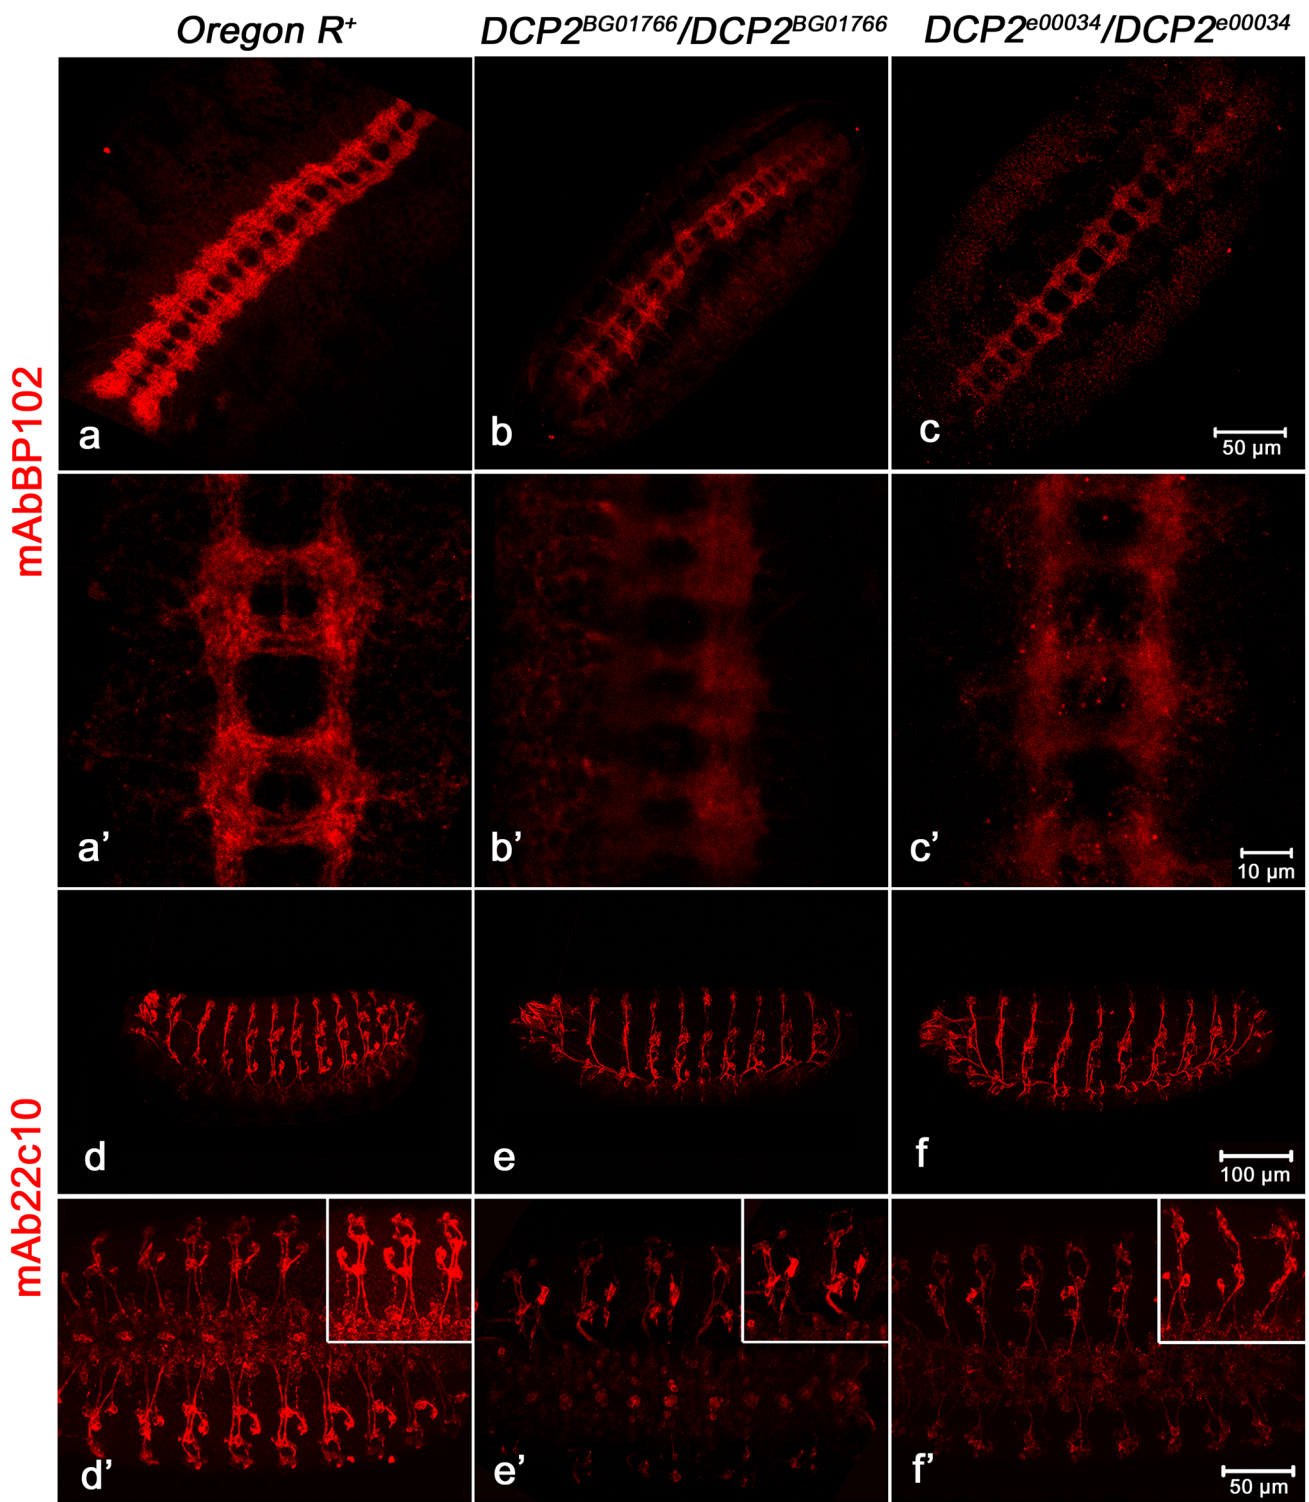 Oregon R+ DCP2BG01766/DCP2BG01766 DCP2e00034/DCP2e00034
mAbBP102
a b c
50 µm
a’ b’ c’
10 µm
mAb22c10
d e f
100 µm
d’ e’ f’
50 µm